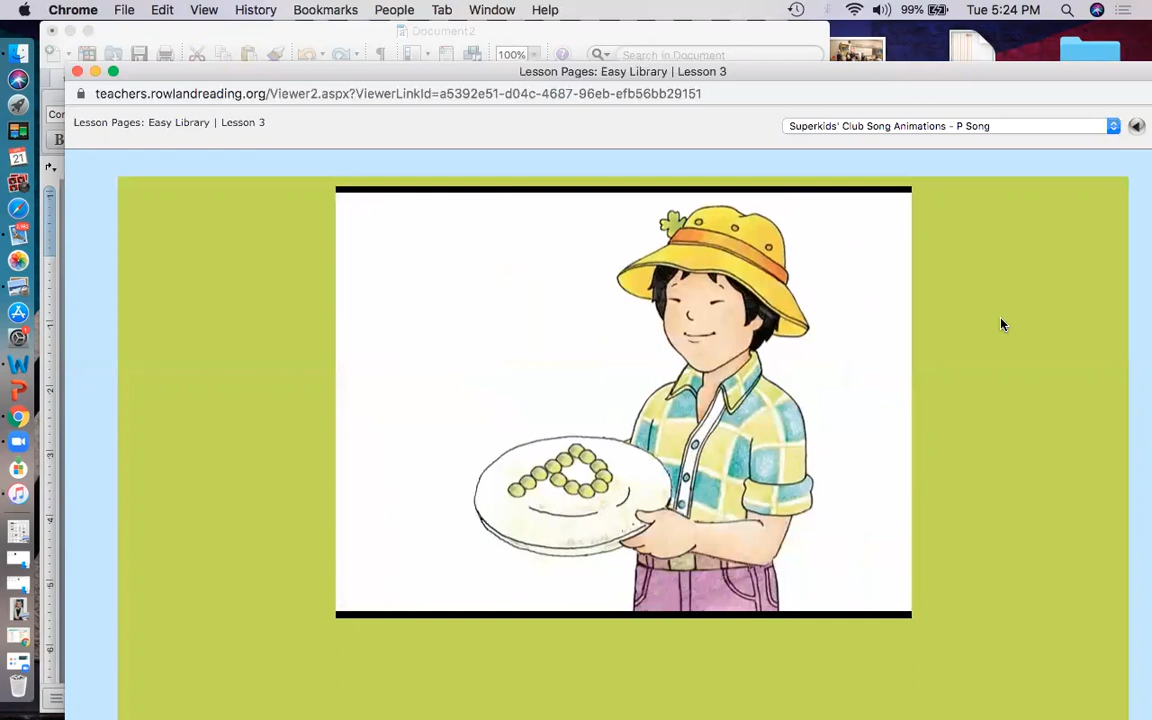 Chrome File Edit View History Bookmarks People Tab Window Help 99% Tue 5:24 PM
Document2
100% Search in Document
Lesson Pages: Easy Library | Lesson 3
teachers.rowlandreading.org/Viewer2.aspx?ViewerLinkId=a5392e51-d04c-4687-96eb-efb56bb29151
Lesson Pages: Easy Library | Lesson 3
Superkids' Club Song Animations - P Song
Cor
B
21